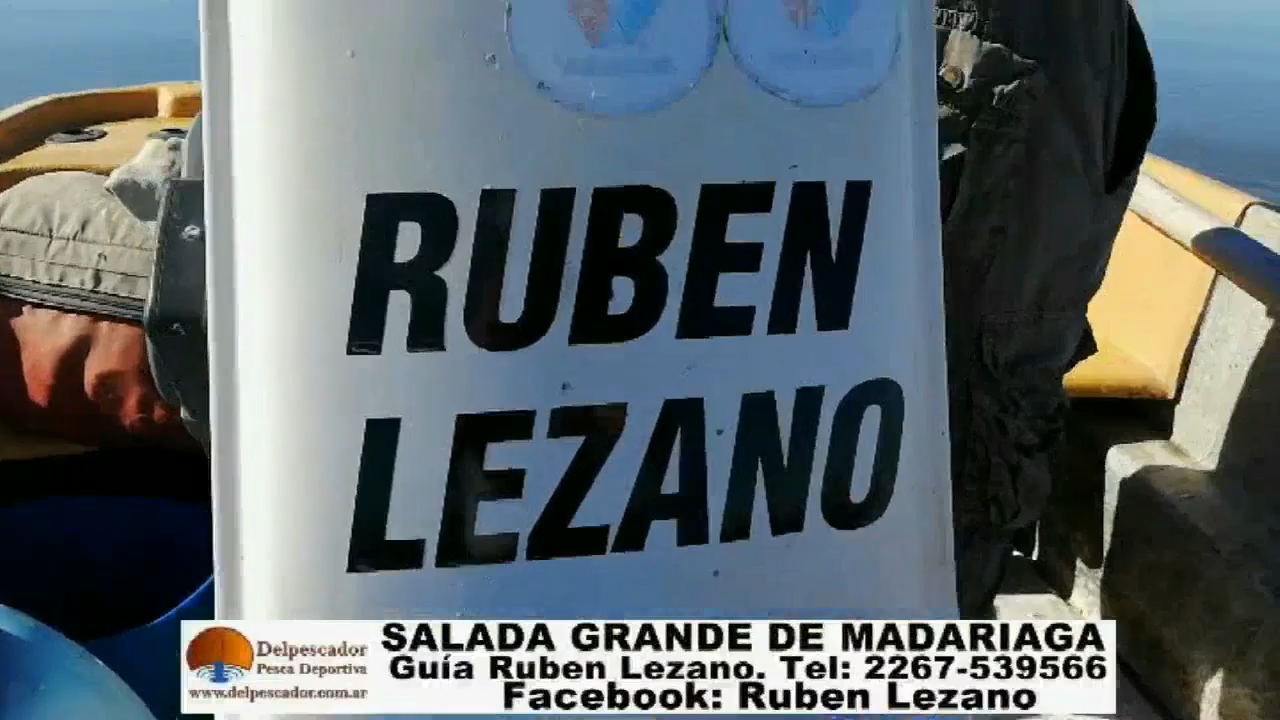 RUBEN
LEZANO
Delpescador
Pesca Deportiva
www.delpescador.com.ar
SALADA GRANDE DE MADARIAGA
Guía Ruben Lezano. Tel: 2267-539566
Facebook: Ruben Lezano